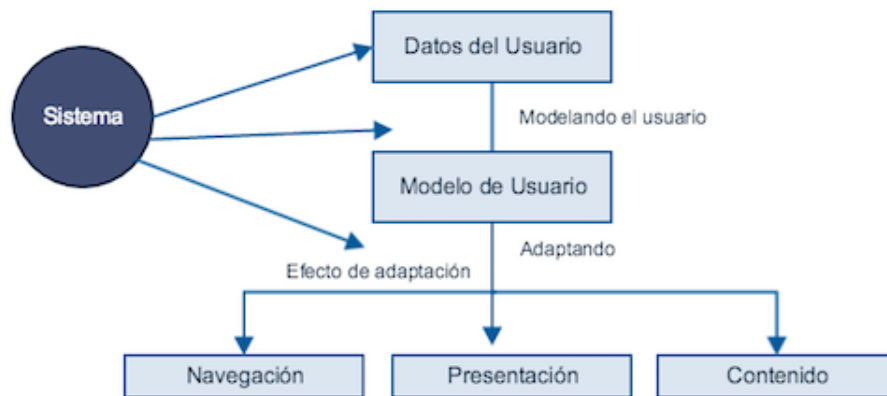 Datos del Usuario
Sistema
Modelando el usuario
Modelo de Usuario
Adaptando
Efecto de adaptación
Navegación
Presentación
Contenido